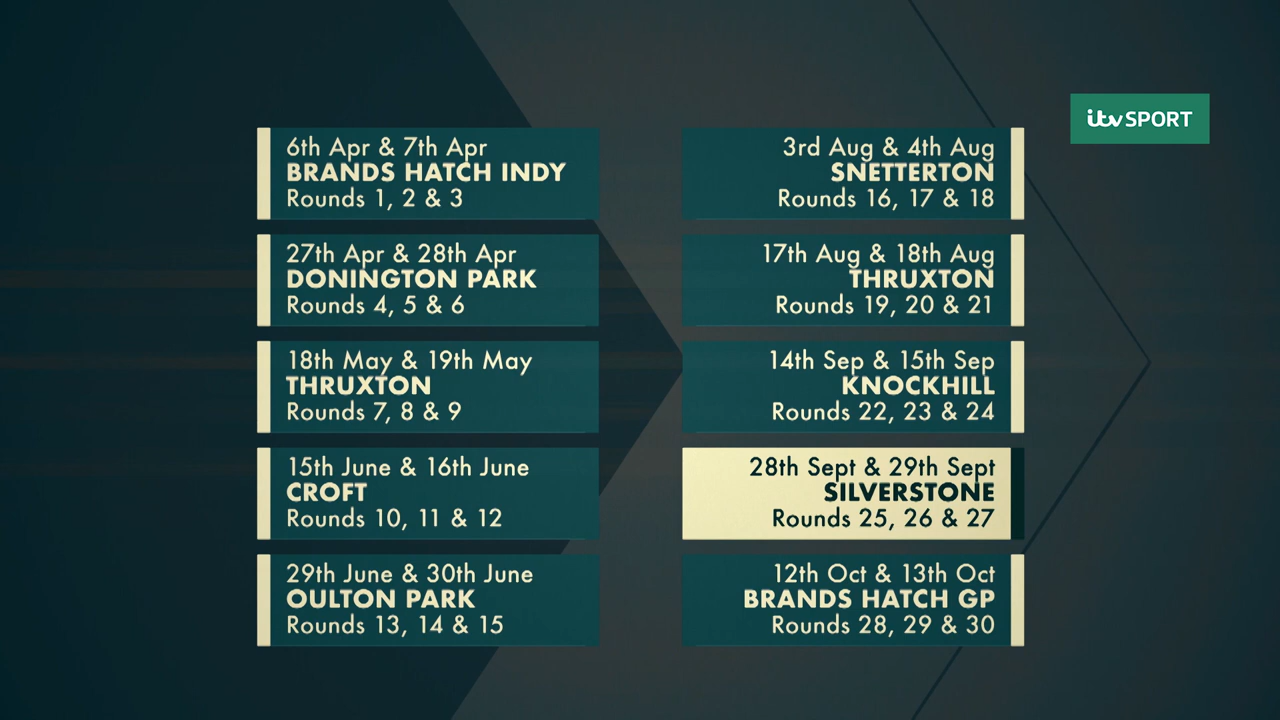 itv SPORT
6th Apr & 7th Apr
BRANDS HATCH INDY
Rounds 1, 2 & 3
27th Apr & 28th Apr
DONINGTON PARK
Rounds 4, 5 & 6
18th May & 19th May
THRUXTON
Rounds 7, 8 & 9
15th June & 16th June
CROFT
Rounds 10, 11 & 12
29th June & 30th June
OULTON PARK
Rounds 13, 14 & 15
3rd Aug & 4th Aug
SNETTERTON
Rounds 16, 17 & 18
17th Aug & 18th Aug
THRUXTON
Rounds 19, 20 & 21
14th Sep & 15th Sep
KNOCKHILL
Rounds 22, 23 & 24
28th Sept & 29th Sept
SILVERSTONE
Rounds 25, 26 & 27
12th Oct & 13th Oct
BRANDS HATCH GP
Rounds 28, 29 & 30